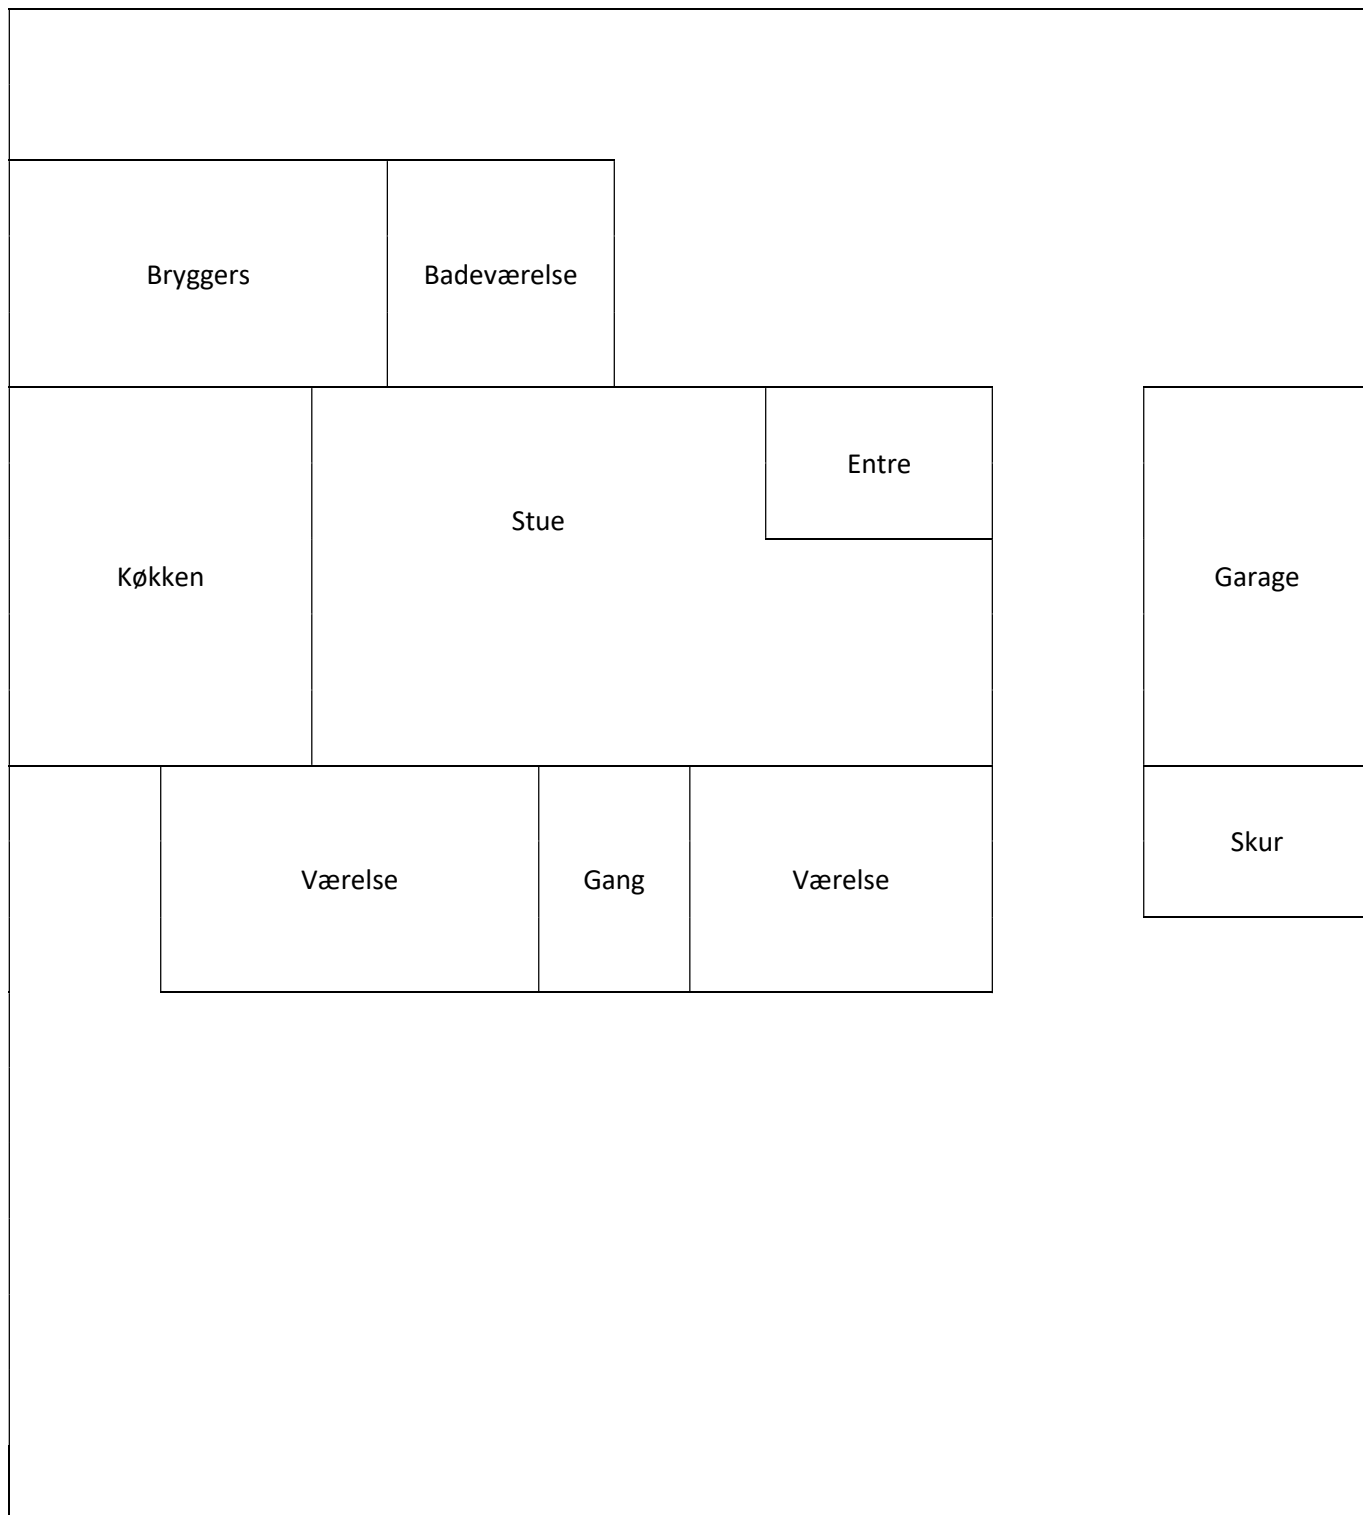 Bryggers
Badeværelse
Entre
Stue
Køkken
Garage
Skur
Værelse
Gang
Værelse